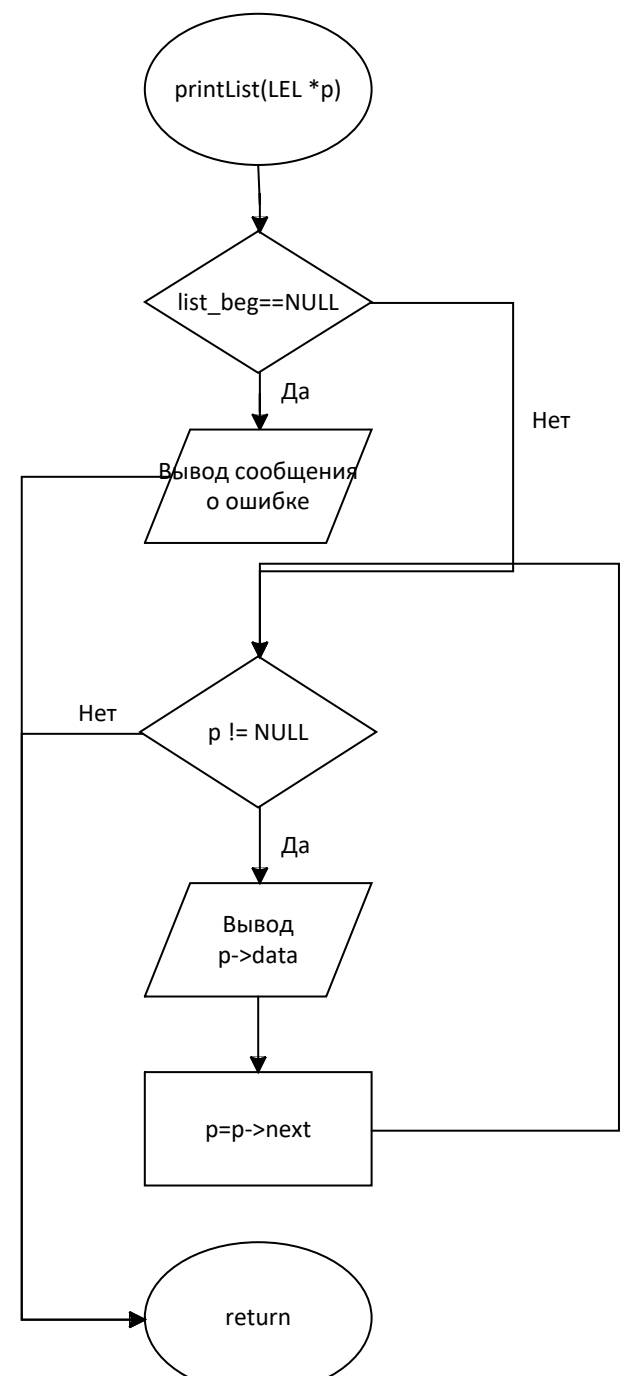 printList(LEL *p)
list_beg==NULL
Да
Нет
Вывод сообщения
о ошибке
Нет
p != NULL
Да
Вывод
p->data
p=p->next
return